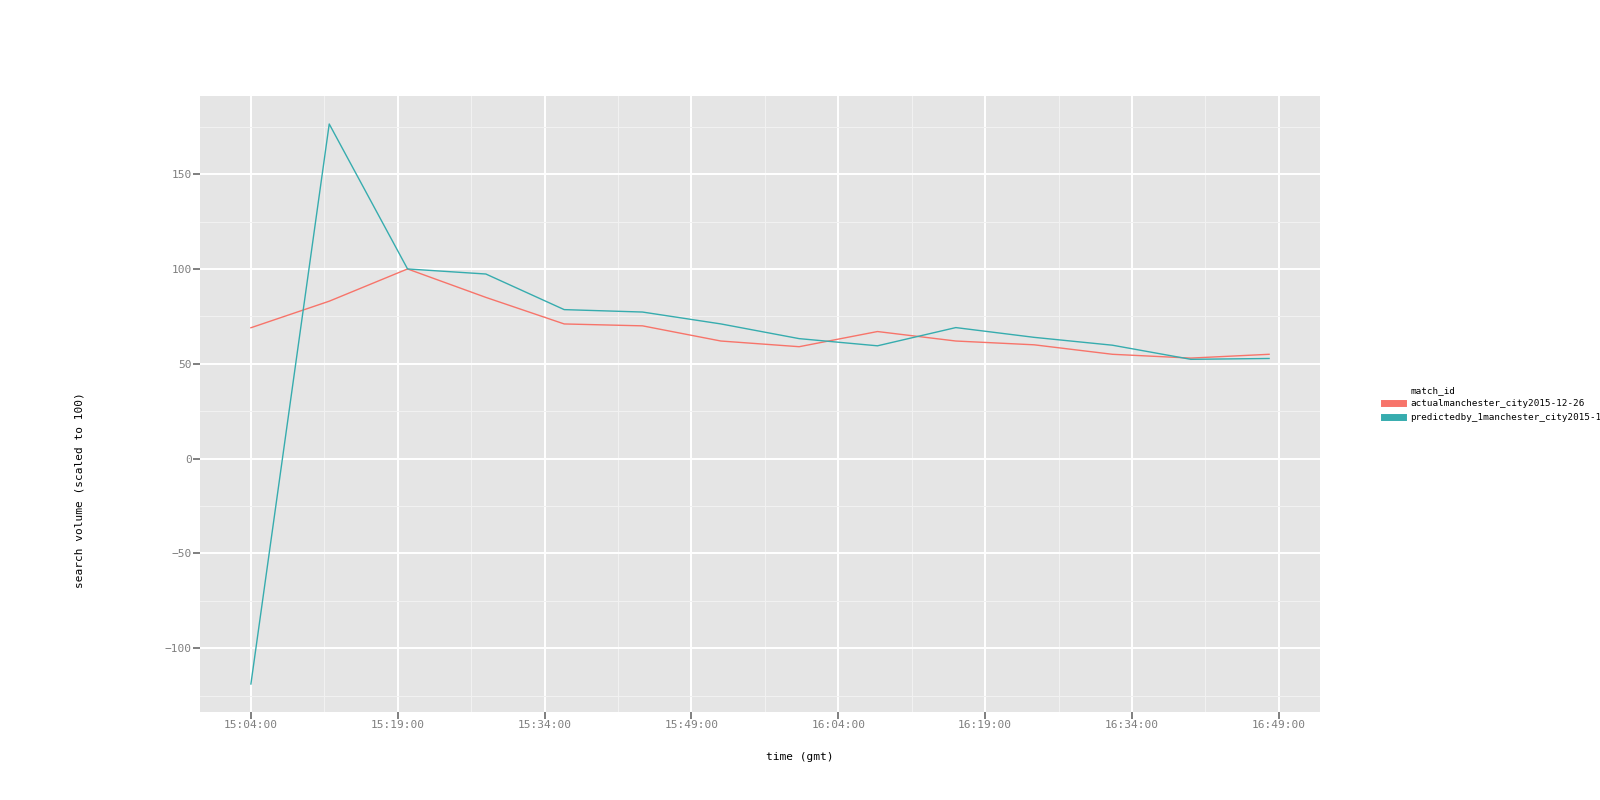 150
100
50
0
−50
−100
search volume (scaled to 100)
15:04:00 15:19:00 15:34:00 15:49:00 16:04:00 16:19:00 16:34:00 16:49:00
time (gmt)
match_id
actualmanchester_city2015-12-26
predictedby_1manchester_city2015-1